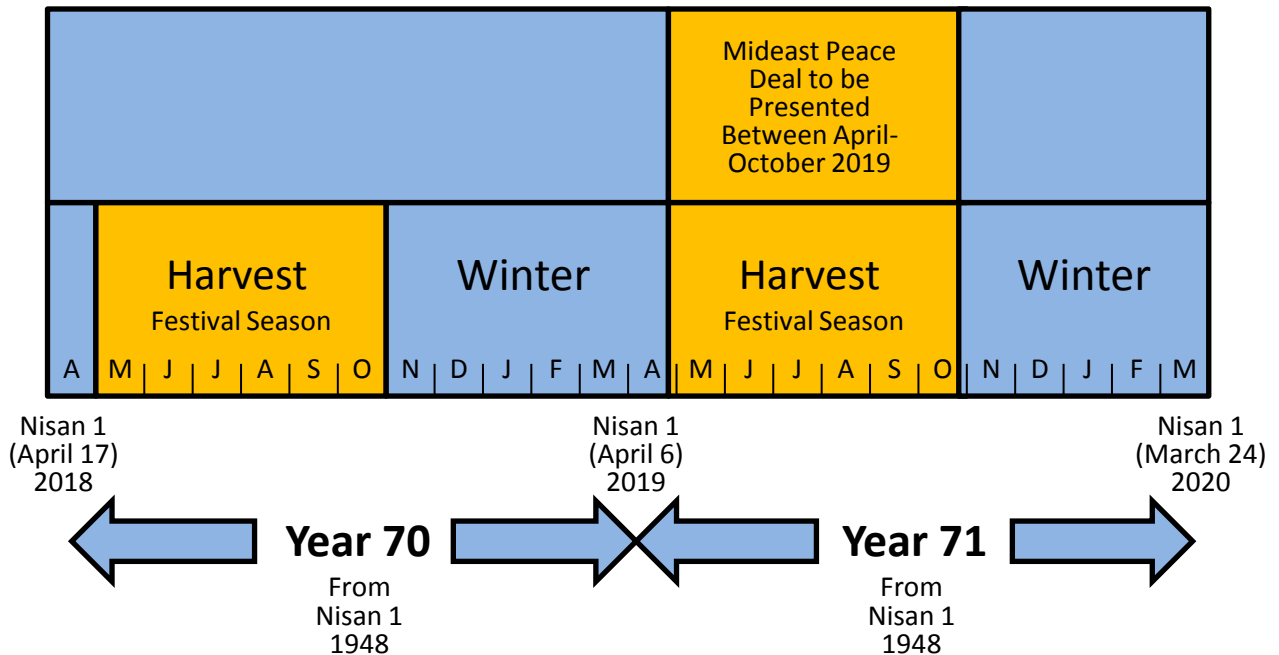 Mideast Peace
Deal to be
Presented
Between April-
October 2019
Harvest
Festival Season
Winter
Harvest
Festival Season
Winter
A M | J | J | A | S | O N | D | J | F | M | A | M | J | J | A | S | O N | D | J | F | M
Nisan 1
(April 17)
2018
Nisan 1
(April 6)
2019
Nisan 1
(March 24)
2020
Year 70
From
Nisan 1
1948
Year 71
From
Nisan 1
1948